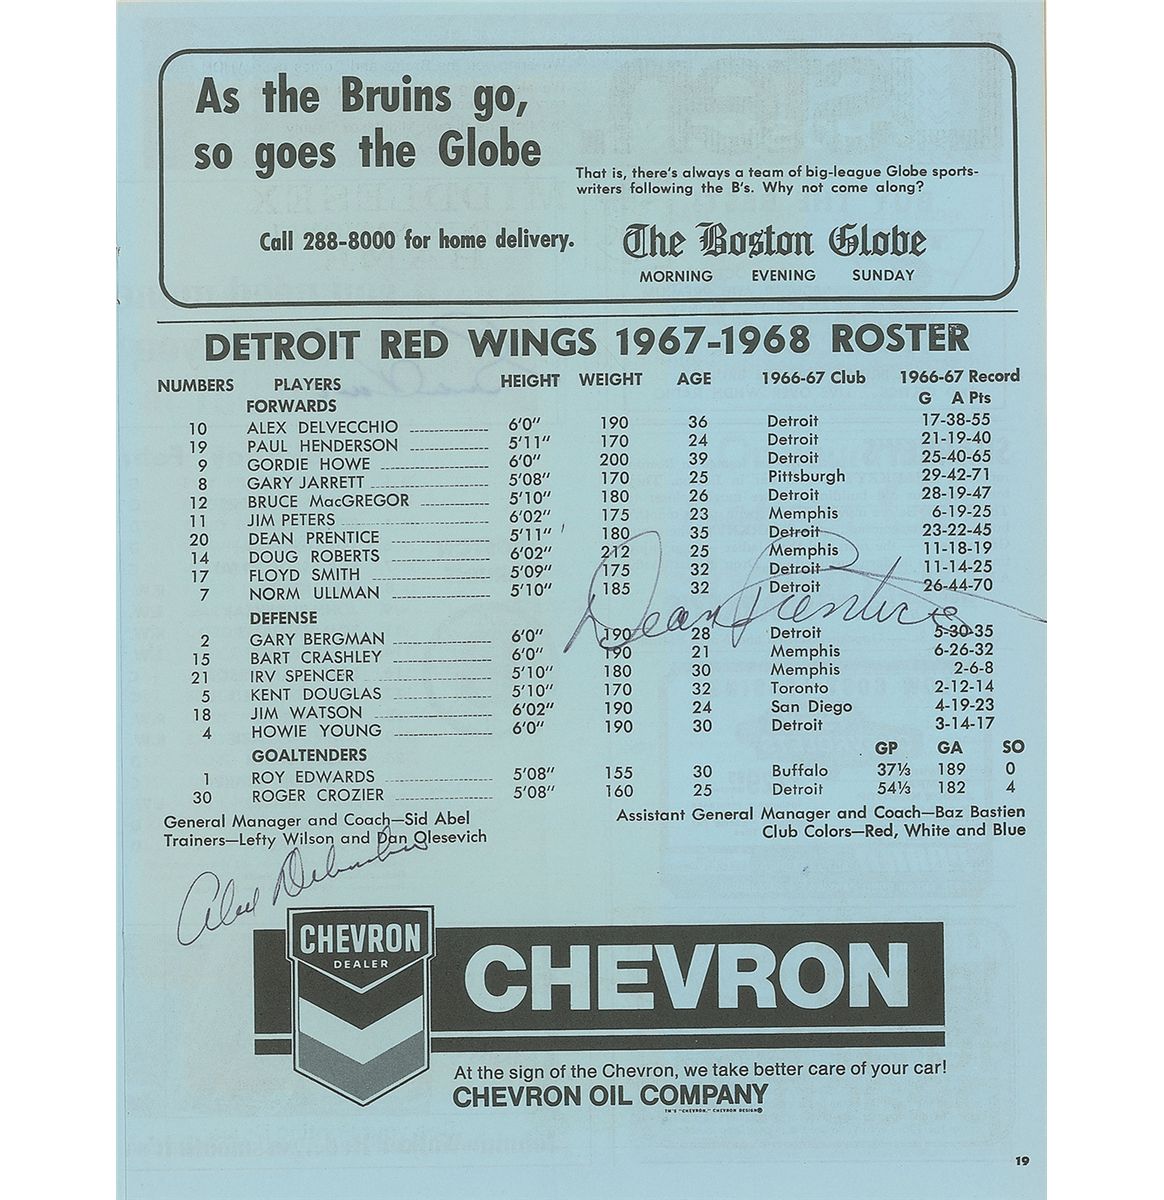 As the Bruins go,
so goes the Globe
That is, there's always a team of big-league Globe sports-
writers following the B's. Why not come along?
Call 288-8000 for home delivery.
The Boston Globe
MORNING EVENING SUNDAY
DETROIT RED WINGS 1967-1968 ROSTER
NUMBERS PLAYERS HEIGHT WEIGHT AGE 1966-67 Club 1966-67 Record
G A Pts
FORWARDS
10 ALEX DELVECCHIO 6'0" 190 36 Detroit 17-38-55
19 PAUL HENDERSON 5'11" 170 24 Detroit 21-19-40
9 GORDIE HOWE 6'0" 200 39 Detroit 25-40-65
8 GARY JARRETT 5'08" 170 25 Pittsburgh 29-42-71
12 BRUCE MacGREGOR 5'10" 180 26 Detroit 28-19-47
11 JIM PETERS 6'02" 175 23 Memphis 6-19-25
20 DEAN PRENTICE 5'11" 180 35 Detroit 23-22-45
14 DOUG ROBERTS 6'02" 212 25 Memphis 11-18-19
17 FLOYD SMITH 5'09" 175 32 Detroit 11-14-25
7 NORM ULLMAN 5'10" 185 32 Detroit 26-44-70
Dean Prentice
DEFENSE
2 GARY BERGMAN 6'0" 190 28 Detroit 5-30-35
15 BART CRASHLEY 6'0" 190 21 Memphis 6-26-32
21 IRV SPENCER 5'10" 180 30 Memphis 2-6-8
5 KENT DOUGLAS 5'10" 170 32 Toronto 2-12-14
18 JIM WATSON 6'02" 190 24 San Diego 4-19-23
4 HOWIE YOUNG 6'0" 190 30 Detroit 3-14-17
GOALTENDERS GP GA SO
1 ROY EDWARDS 5'08" 155 30 Buffalo 37⅓ 189 0
30 ROGER CROZIER 5'08" 160 25 Detroit 54⅓ 182 4
General Manager and Coach—Sid Abel
Assistant General Manager and Coach—Baz Bastien
Trainers—Lefty Wilson and Dan Olesevich
Club Colors—Red, White and Blue
Alex Delvecchio
CHEVRON
DEALER
CHEVRON
At the sign of the Chevron, we take better care of your car!
CHEVRON OIL COMPANY
TM'S "CHEVRON," CHEVRON DESIGN®
19